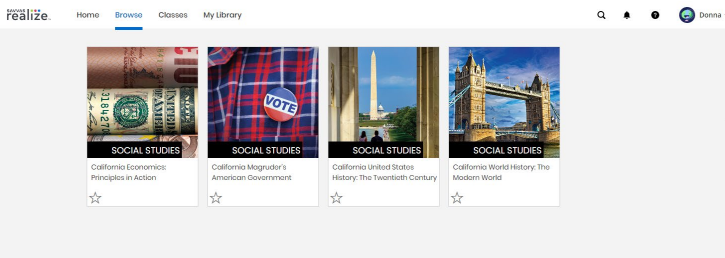 SAVVAS
realize
Home
Browse
Classes
My Library
Donna
SOCIAL STUDIES
California Economics:
Principles in Action
VOTE
SOCIAL STUDIES
California Magruder's
American Government
SOCIAL STUDIES
California United States
History: The Twentieth Century
SOCIAL STUDIES
California World History: The
Modern World